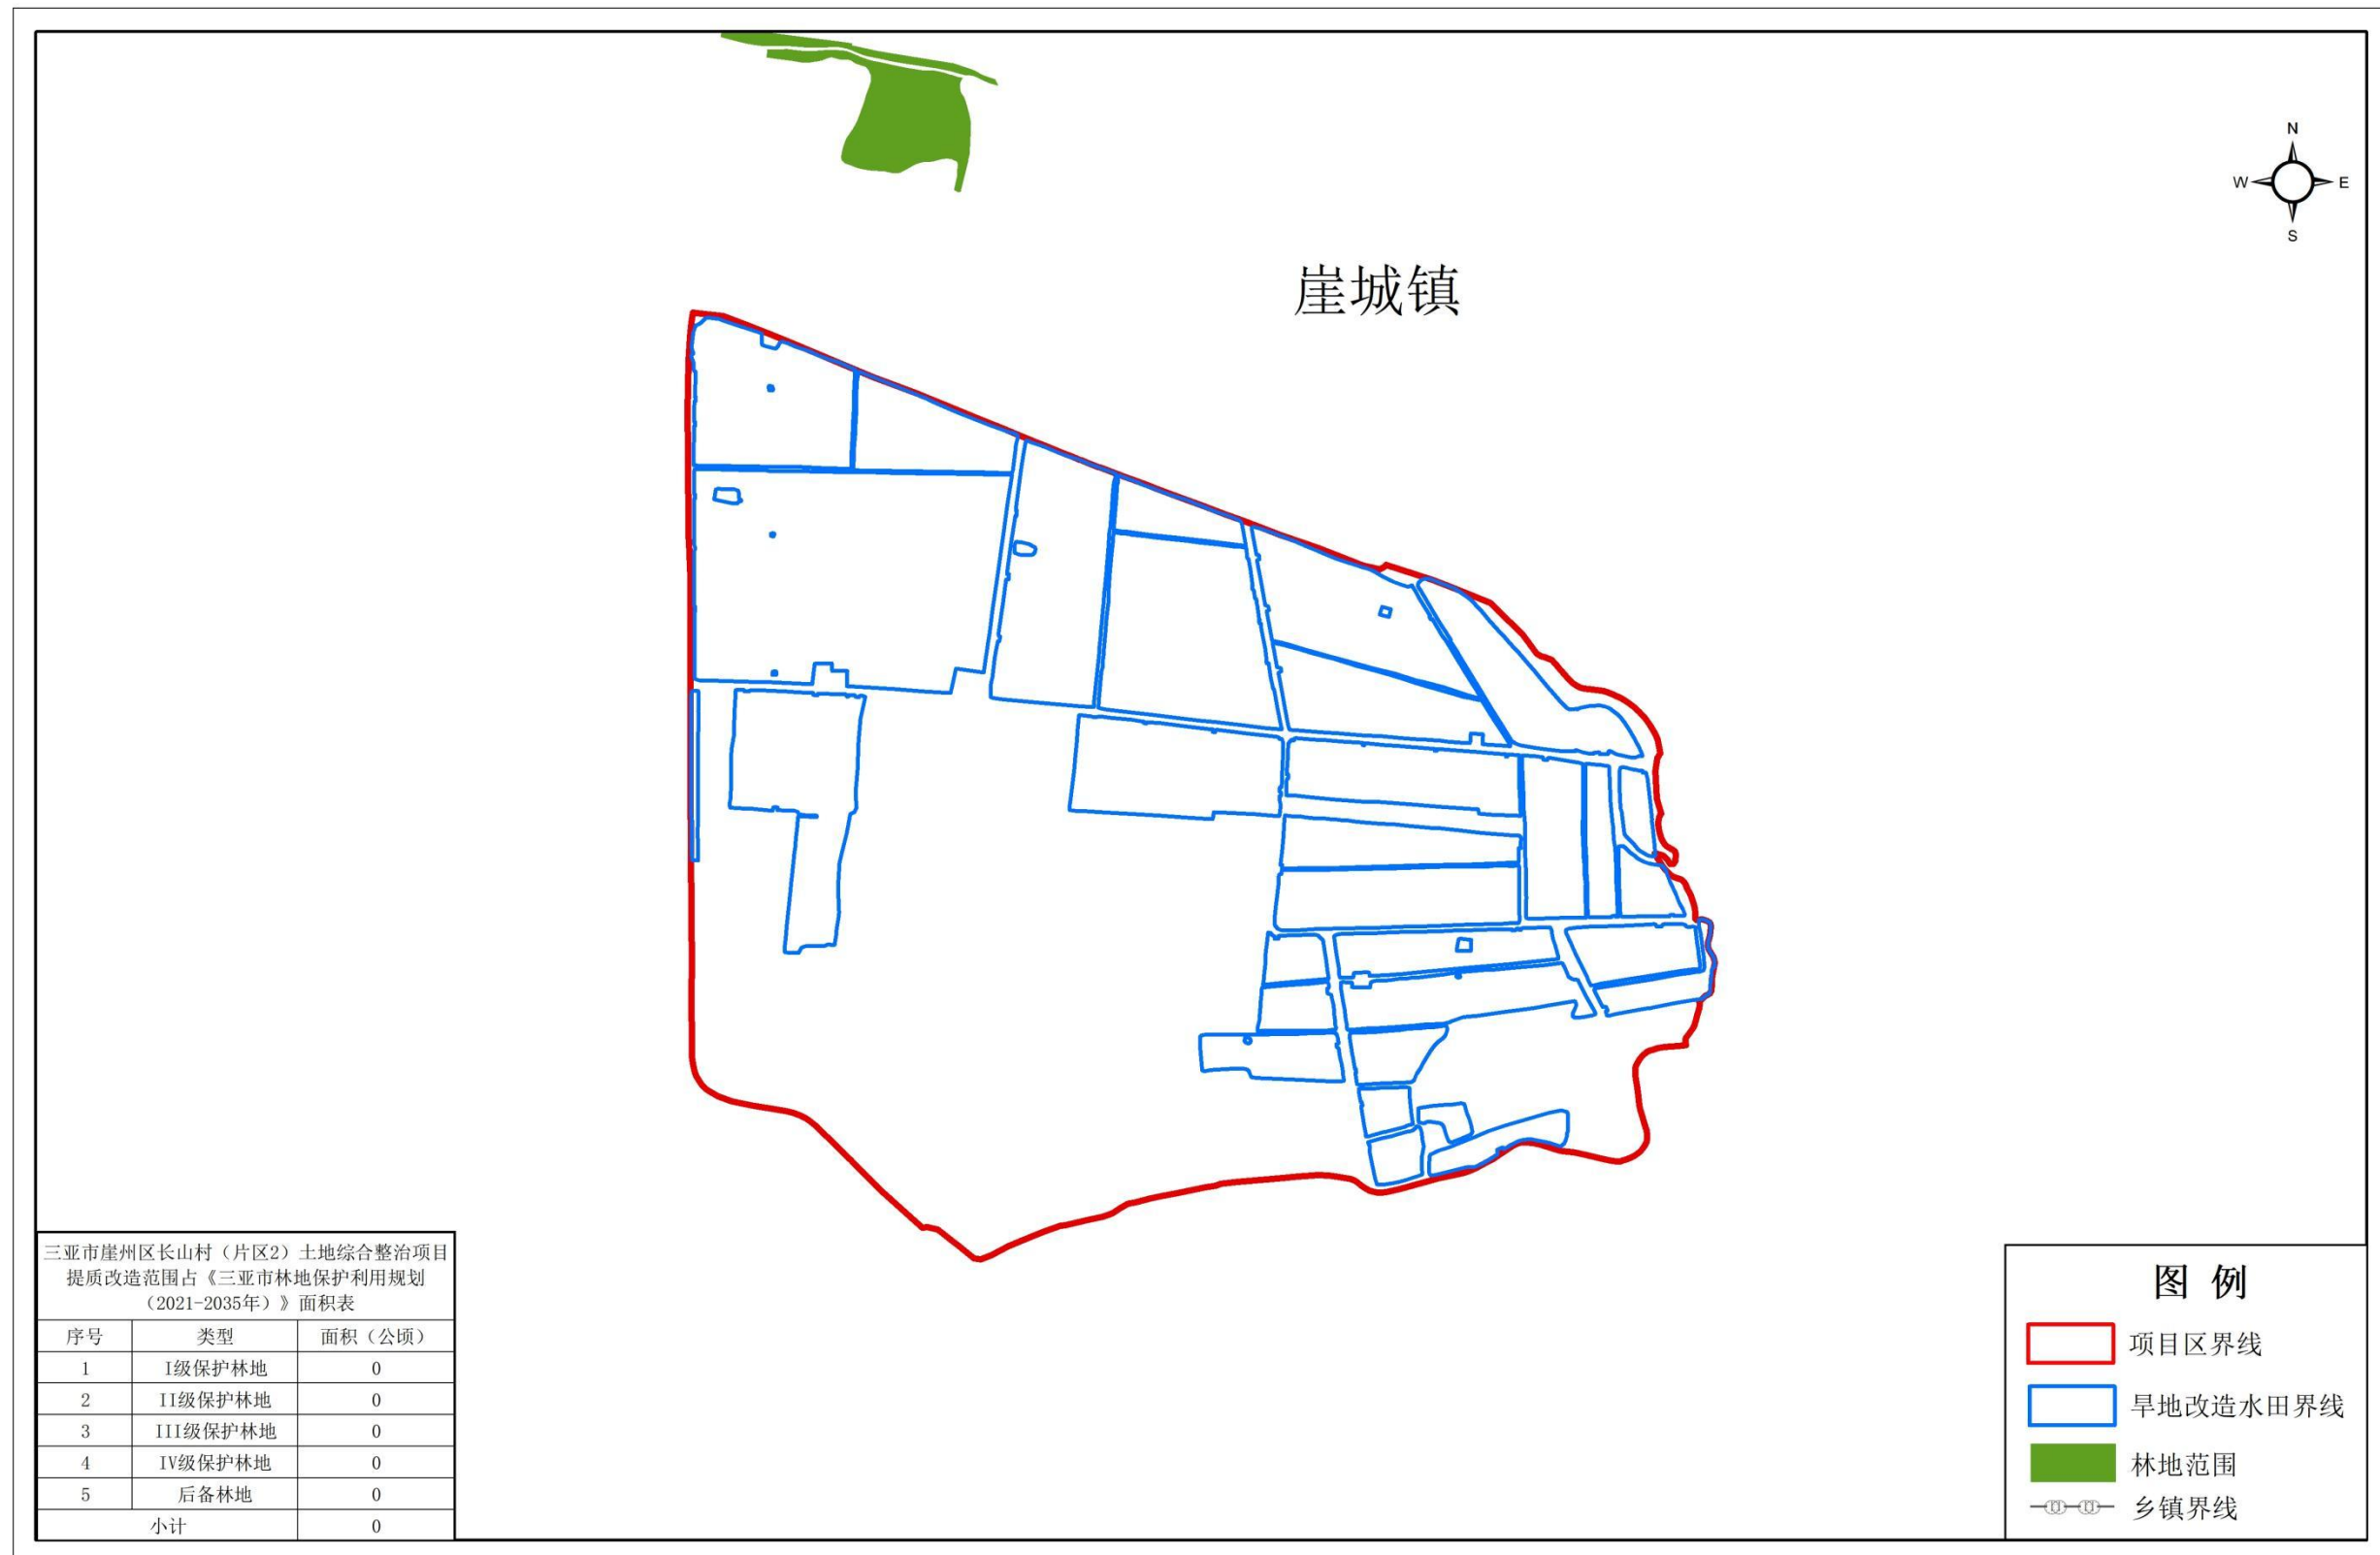 N
W E
S
崖城镇
三亚市崖州区长山村（片区2）土地综合整治项目
提质改造范围占《三亚市林地保护利用规划
（2021-2035年）》面积表
序号 类型 面积（公顷）
1 I级保护林地 0
2 II级保护林地 0
3 III级保护林地 0
4 IV级保护林地 0
5 后备林地 0
小计 0
图 例
项目区界线
旱地改造水田界线
林地范围
乡镇界线